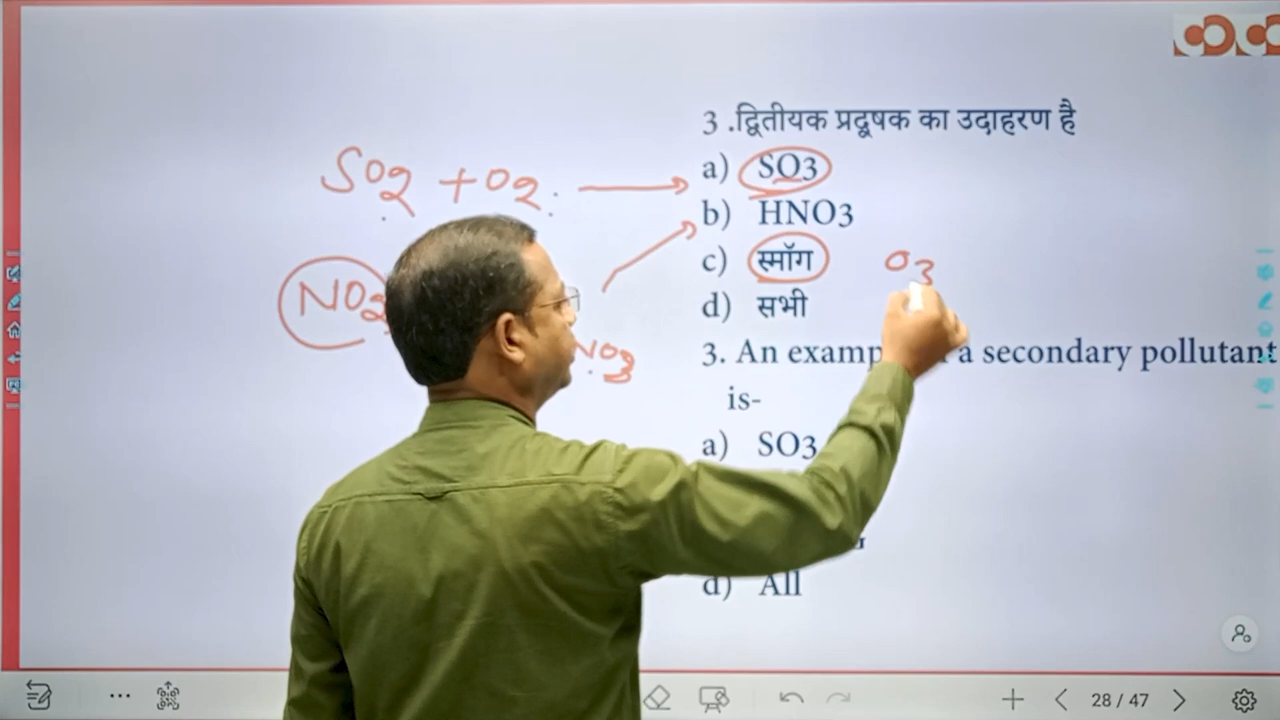 3 .द्वितीयक प्रदूषक का उदाहरण है
SO2 + O2
a) SO3
b) HNO3
c) स्मॉग
O3
d) सभी
NO2
NO3
3. An a secondary pollutant
is-
a) SO3
d) All
28 / 47